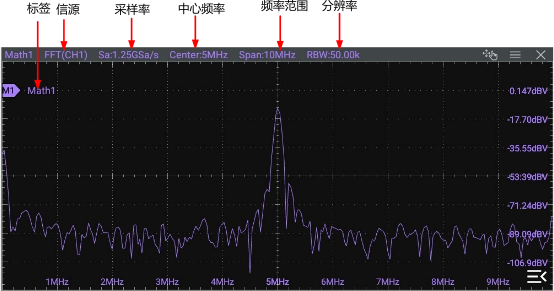 标签 信源 采样率 中心频率 频率范围 分辨率
Math1 FFT(CH1) Sa:1.25GSa/s Center:5MHz Span:10MHz RBW:50.00k
M1 Math1 0.147dBV
-17.70dBV
-35.55dBV
-53.39dBV
-71.24dBV
-89.09dBV
-106.9dBV
1MHz 2MHz 3MHz 4MHz 5MHz 6MHz 7MHz 8MHz 9MHz